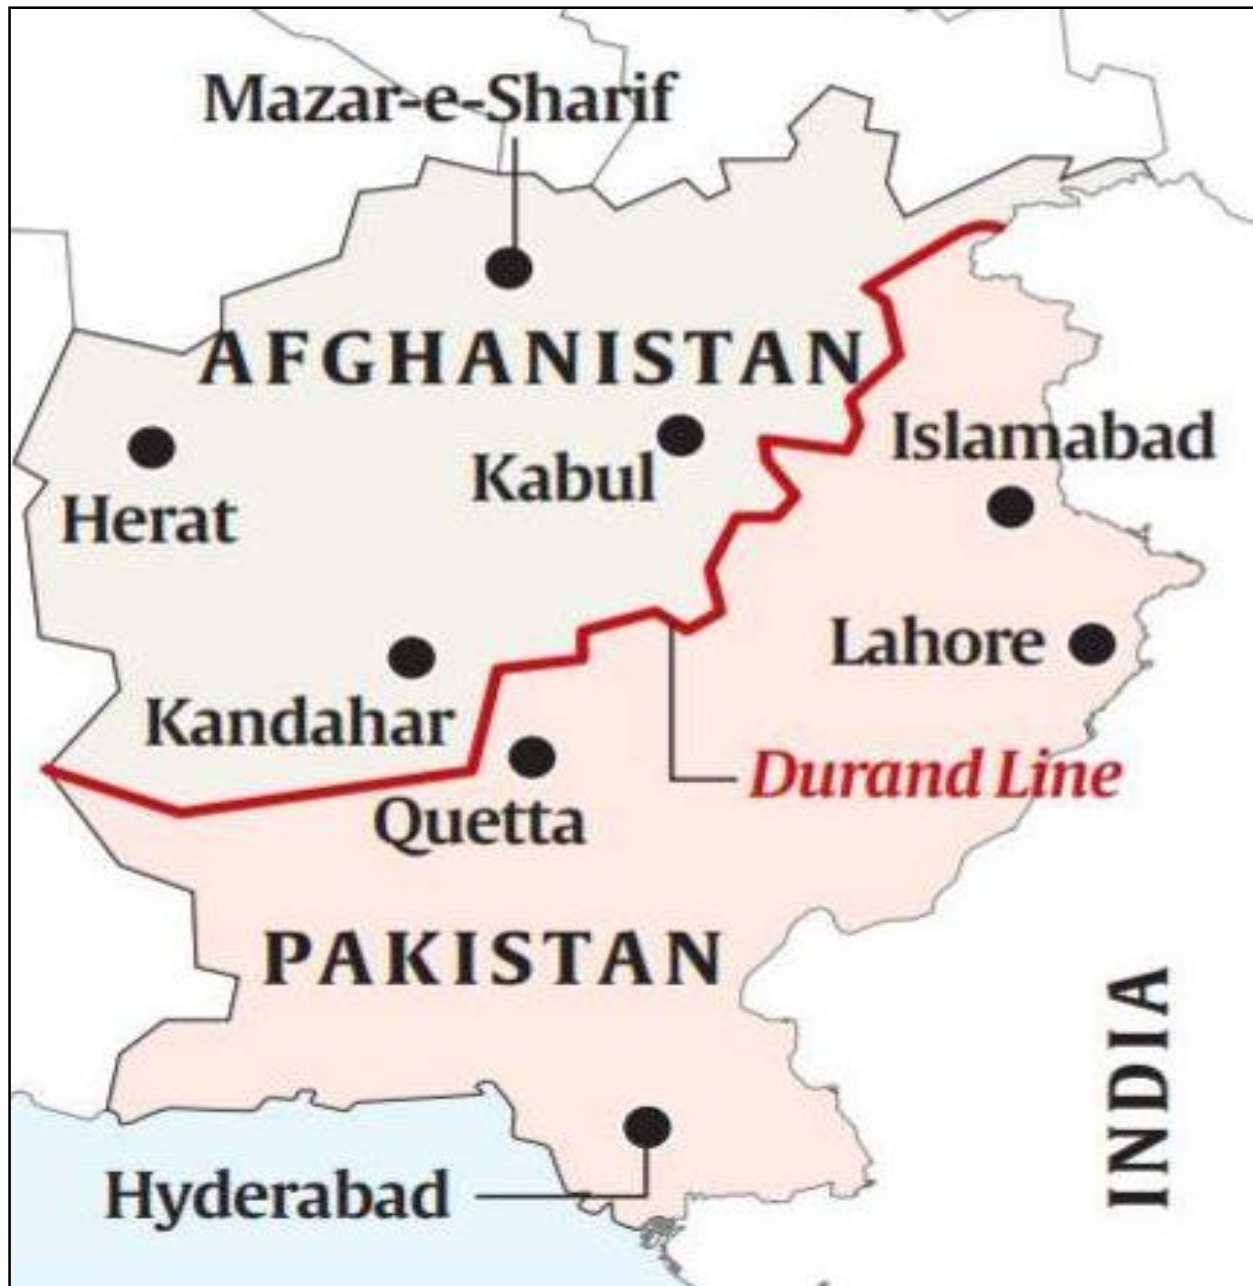 Mazar-e-Sharif
AFGHANISTAN
Islamabad
Kabul
Herat
Lahore
Kandahar
Durand Line
Quetta
PAKISTAN
INDIA
Hyderabad